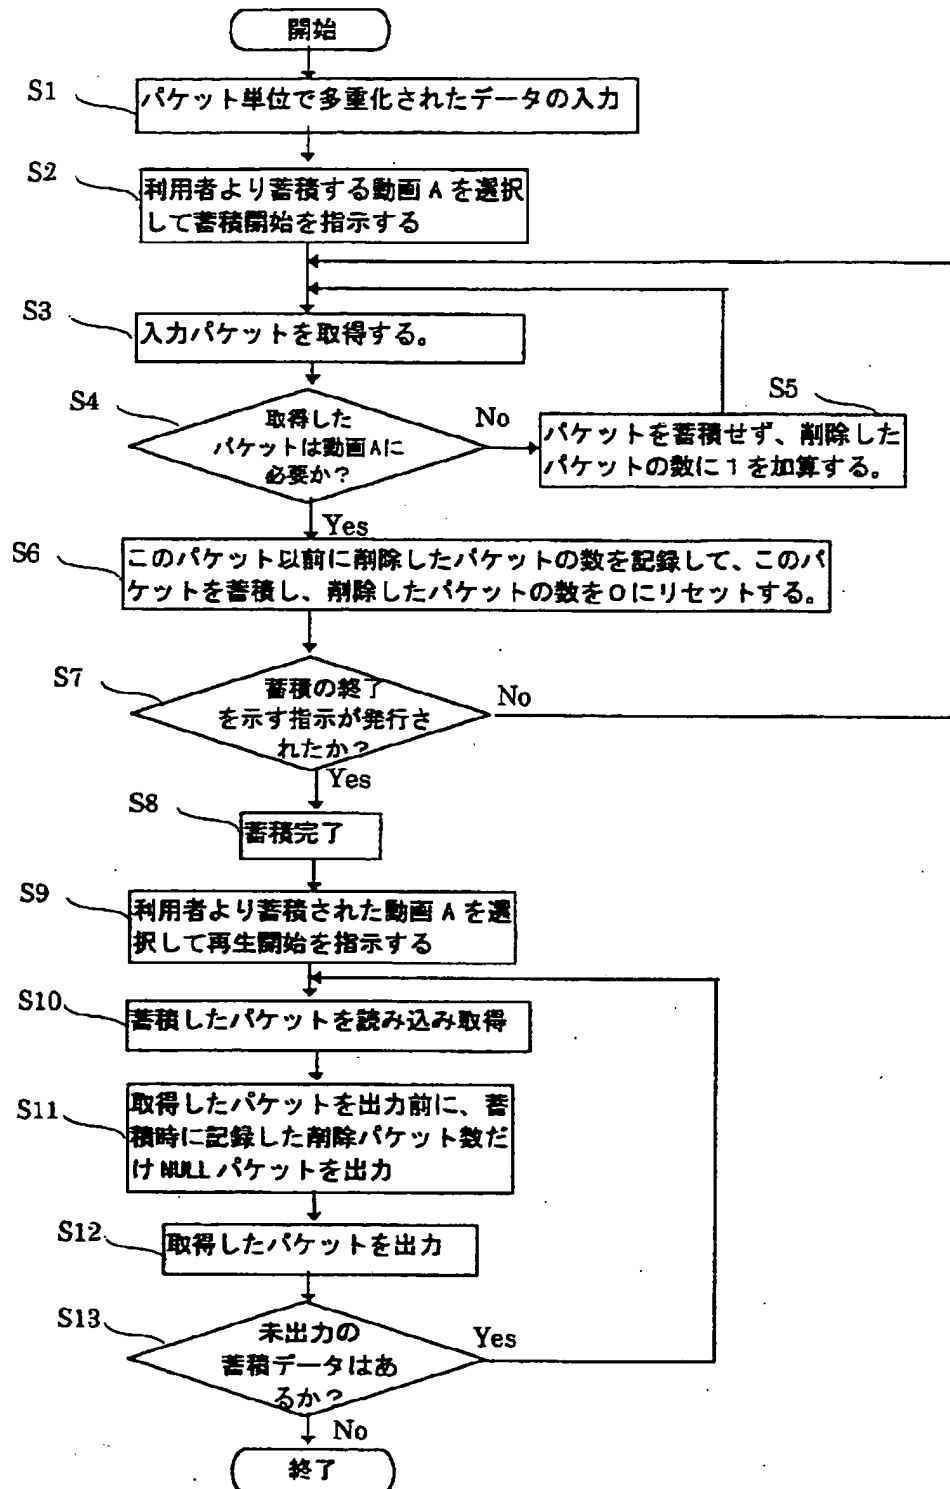 開始
S1
パケット単位で多重化されたデータの入力
S2
利用者より蓄積する動画 A を選択
して蓄積開始を指示する
S3
入力パケットを取得する。
S4
取得した
パケットは動画Aに
必要か？
No
S5
パケットを蓄積せず、削除した
パケットの数に１を加算する。
Yes
S6
このパケット以前に削除したパケットの数を記録して、このパ
ケットを蓄積し、削除したパケットの数を０にリセットする。
S7
蓄積の終了
を示す指示が発行さ
れたか？
No
Yes
S8
蓄積完了
S9
利用者より蓄積された動画 A を選
択して再生開始を指示する
S10
蓄積したパケットを読み込み取得
S11
取得したパケットを出力前に、蓄
積時に記録した削除パケット数だ
け NULL パケットを出力
S12
取得したパケットを出力
S13
未出力の
蓄積データはあ
るか？
Yes
No
終了